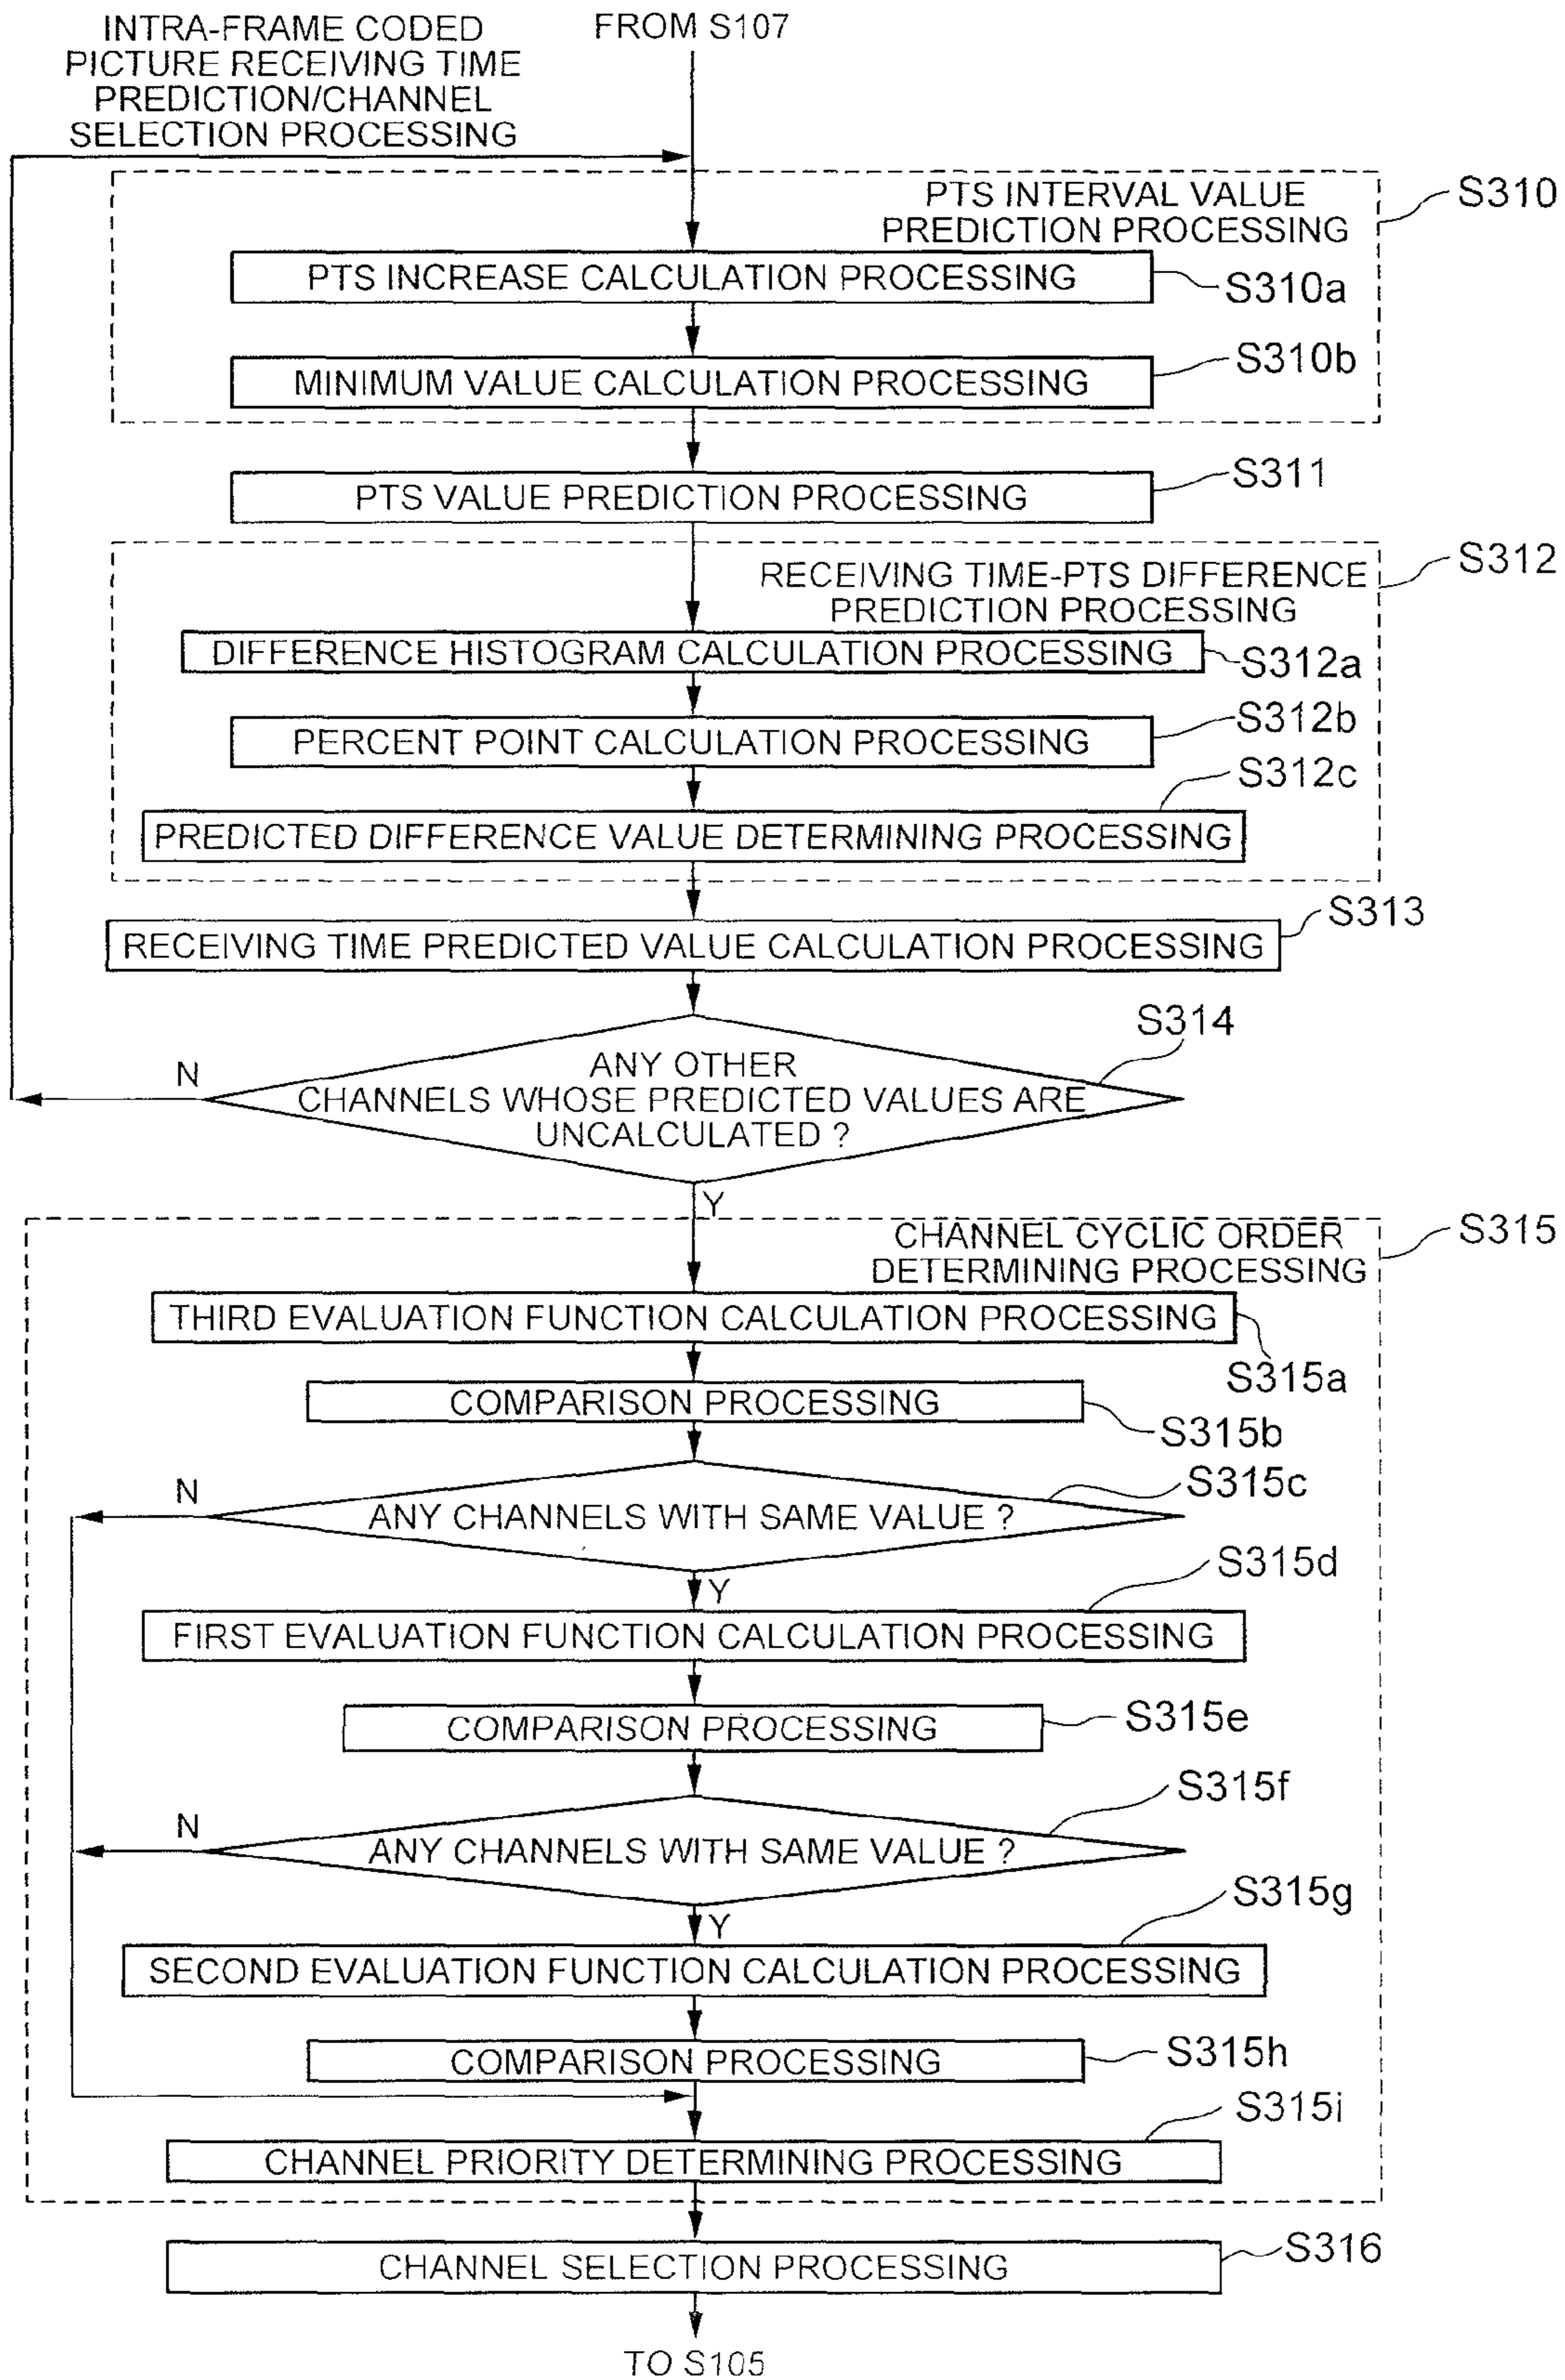 INTRA-FRAME CODED
PICTURE RECEIVING TIME
PREDICTION/CHANNEL
SELECTION PROCESSING
FROM S107
PTS INTERVAL VALUE
PREDICTION PROCESSING
S310
PTS INCREASE CALCULATION PROCESSING
S310a
MINIMUM VALUE CALCULATION PROCESSING
S310b
PTS VALUE PREDICTION PROCESSING
S311
RECEIVING TIME-PTS DIFFERENCE
PREDICTION PROCESSING
S312
DIFFERENCE HISTOGRAM CALCULATION PROCESSING
S312a
PERCENT POINT CALCULATION PROCESSING
S312b
S312c
PREDICTED DIFFERENCE VALUE DETERMINING PROCESSING
S313
RECEIVING TIME PREDICTED VALUE CALCULATION PROCESSING
S314
N
ANY OTHER
CHANNELS WHOSE PREDICTED VALUES ARE
UNCALCULATED ?
Y
CHANNEL CYCLIC ORDER
DETERMINING PROCESSING
S315
THIRD EVALUATION FUNCTION CALCULATION PROCESSING
S315a
COMPARISON PROCESSING
S315b
N
ANY CHANNELS WITH SAME VALUE ?
S315c
Y
S315d
FIRST EVALUATION FUNCTION CALCULATION PROCESSING
COMPARISON PROCESSING
S315e
S315f
N
ANY CHANNELS WITH SAME VALUE ?
Y
S315g
SECOND EVALUATION FUNCTION CALCULATION PROCESSING
COMPARISON PROCESSING
S315h
S315i
CHANNEL PRIORITY DETERMINING PROCESSING
CHANNEL SELECTION PROCESSING
S316
TO S105